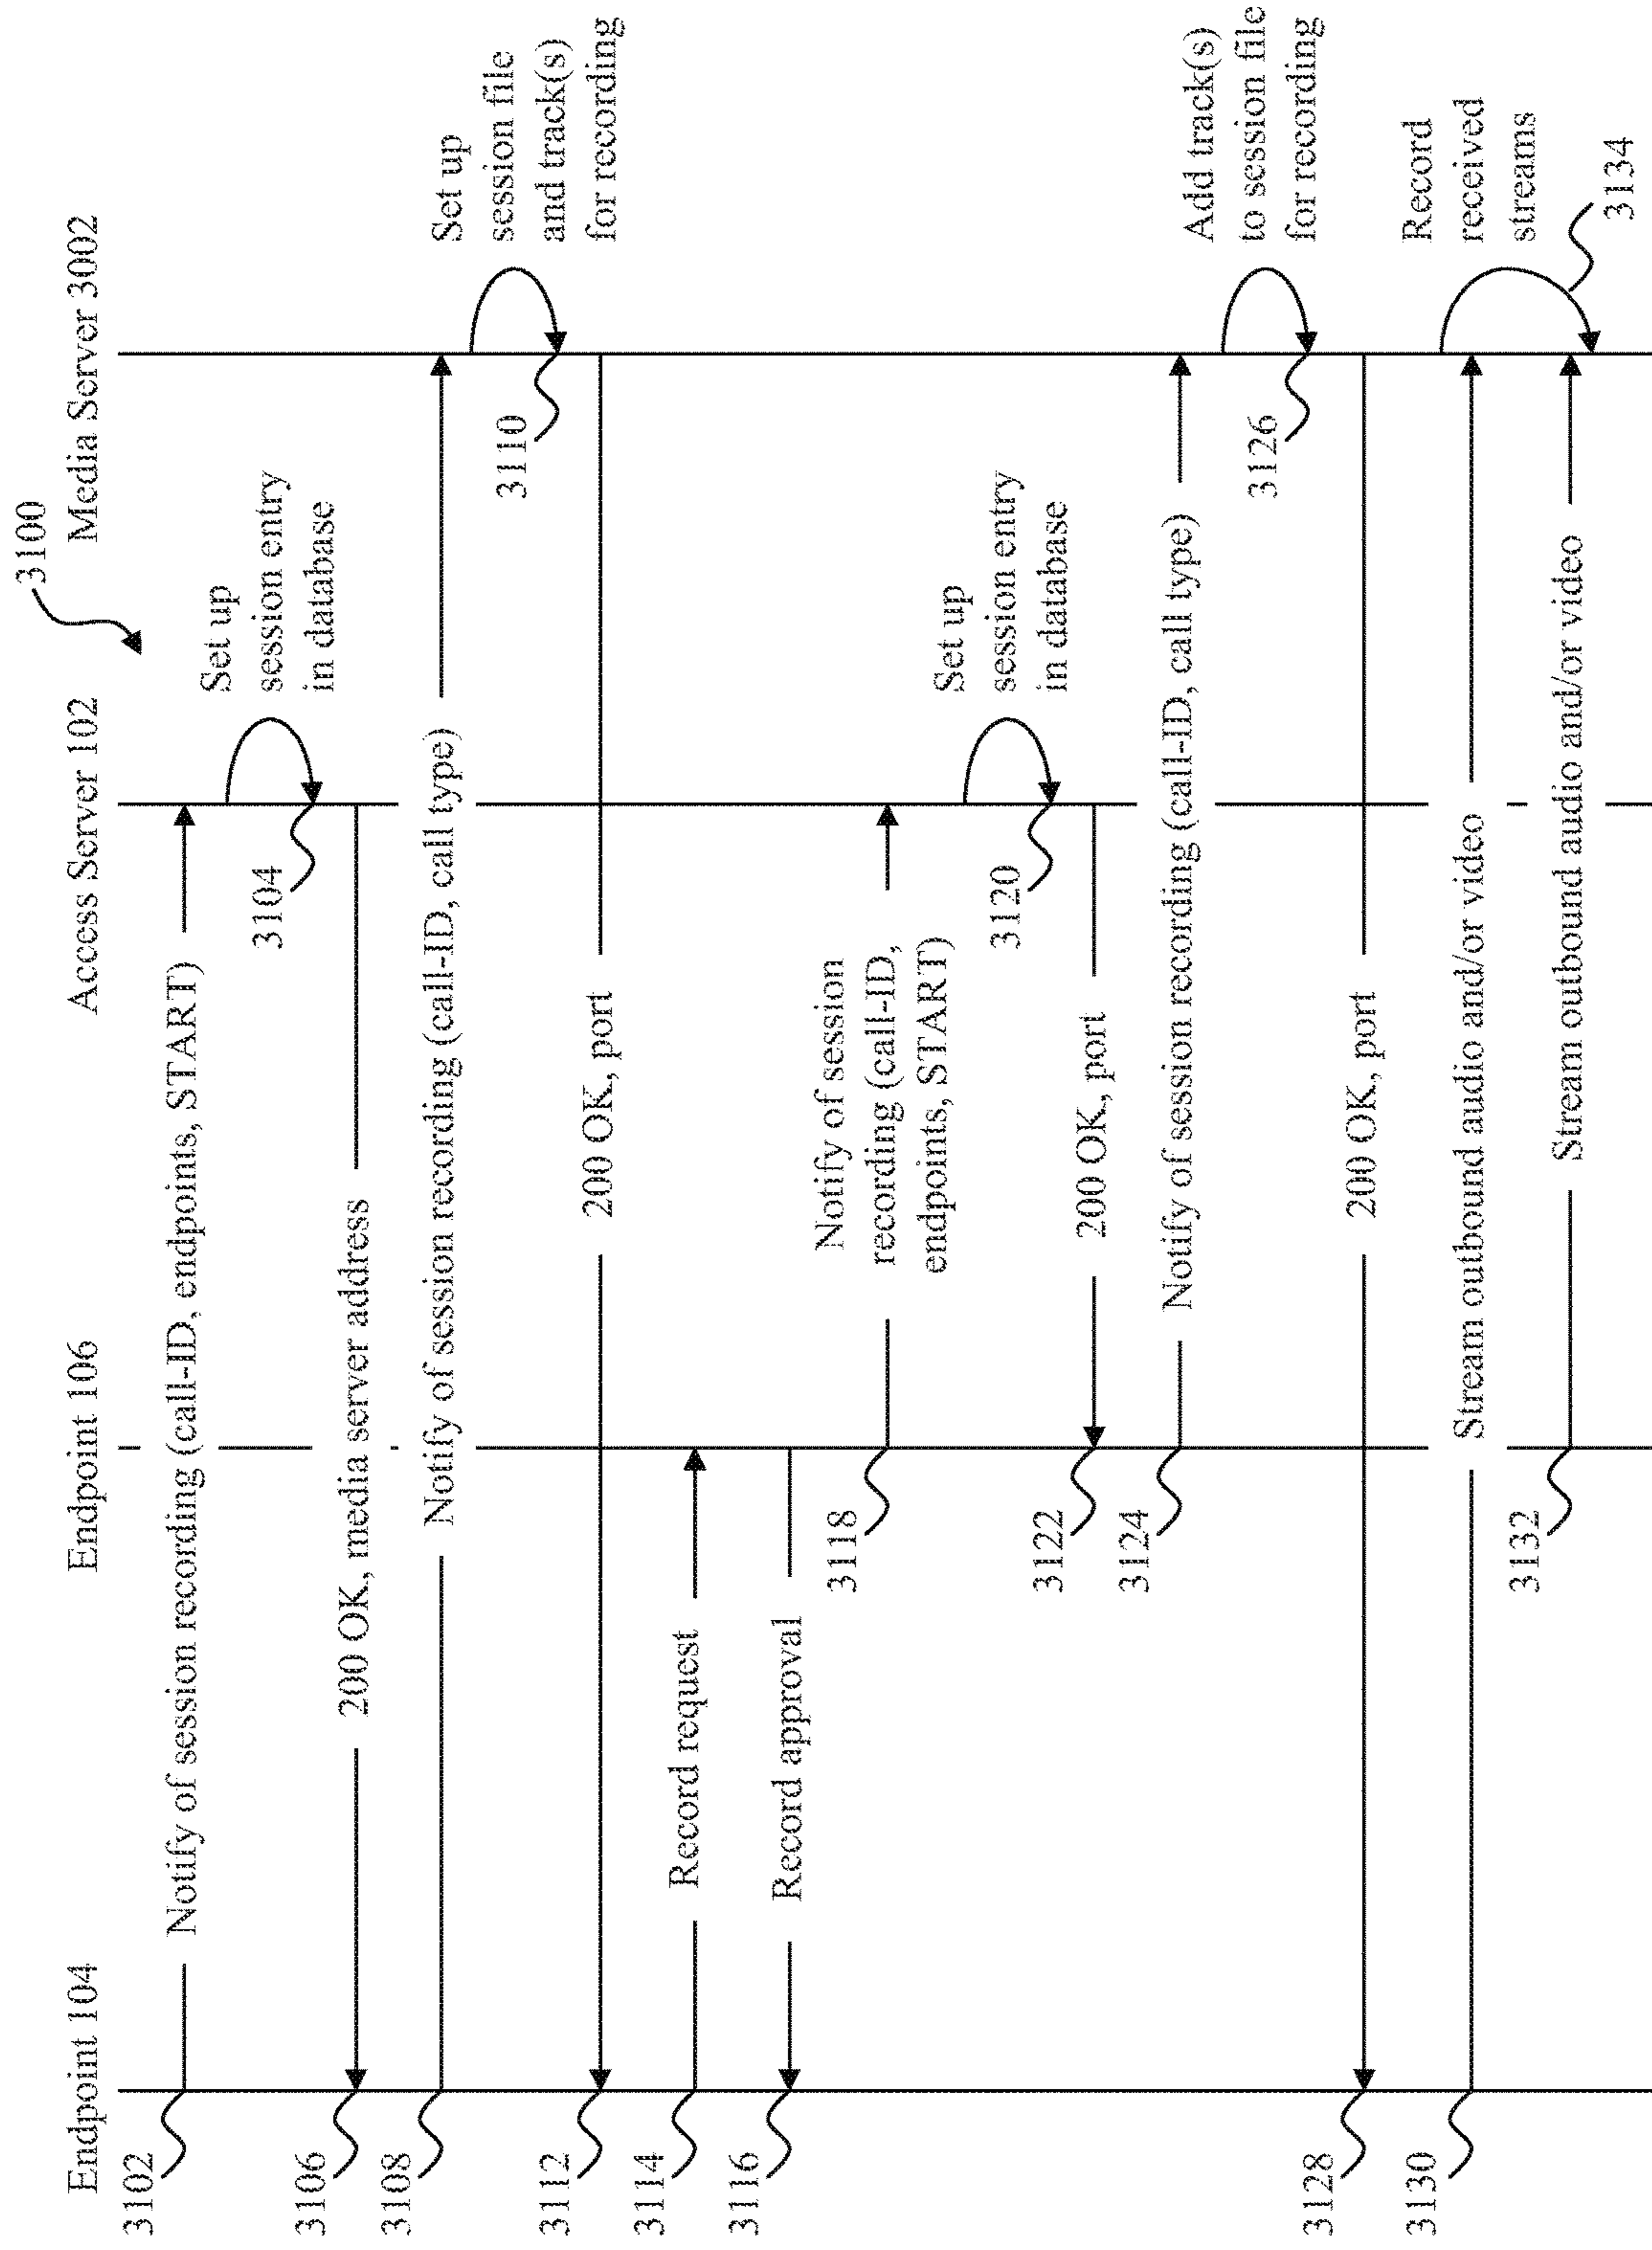 3100
Endpoint 104
Endpoint 106
Access Server 102
Media Server 3002
3102
Notify of session recording (call-ID, endpoints, START)
Set up
session entry
in database
3104
3106
200 OK, media server address
3108
Notify of session recording (call-ID, call type)
Set up
session file
and track(s)
for recording
3110
3112
200 OK, port
3114
Record request
3116
Record approval
Notify of session
recording (call-ID,
endpoints, START)
3118
Set up
session entry
in database
3120
3122
200 OK, port
3124
Notify of session recording (call-ID, call type)
Add track(s)
to session file
for recording
3126
3128
200 OK, port
3130
Stream outbound audio and/or video
Record
received
streams
3132
Stream outbound audio and/or video
3134